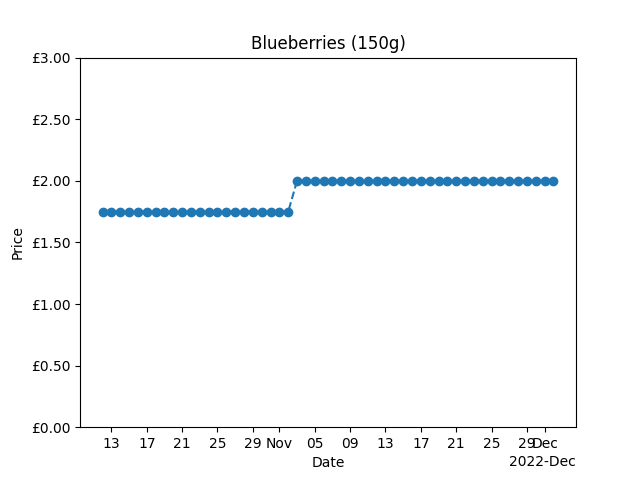 Blueberries (150g)
£3.00
£2.50
£2.00
£1.50
£1.00
£0.50
£0.00
Price
13 17 21 25 29 Nov 05 09 13 17 21 25 29 Dec
2022-Dec
Date